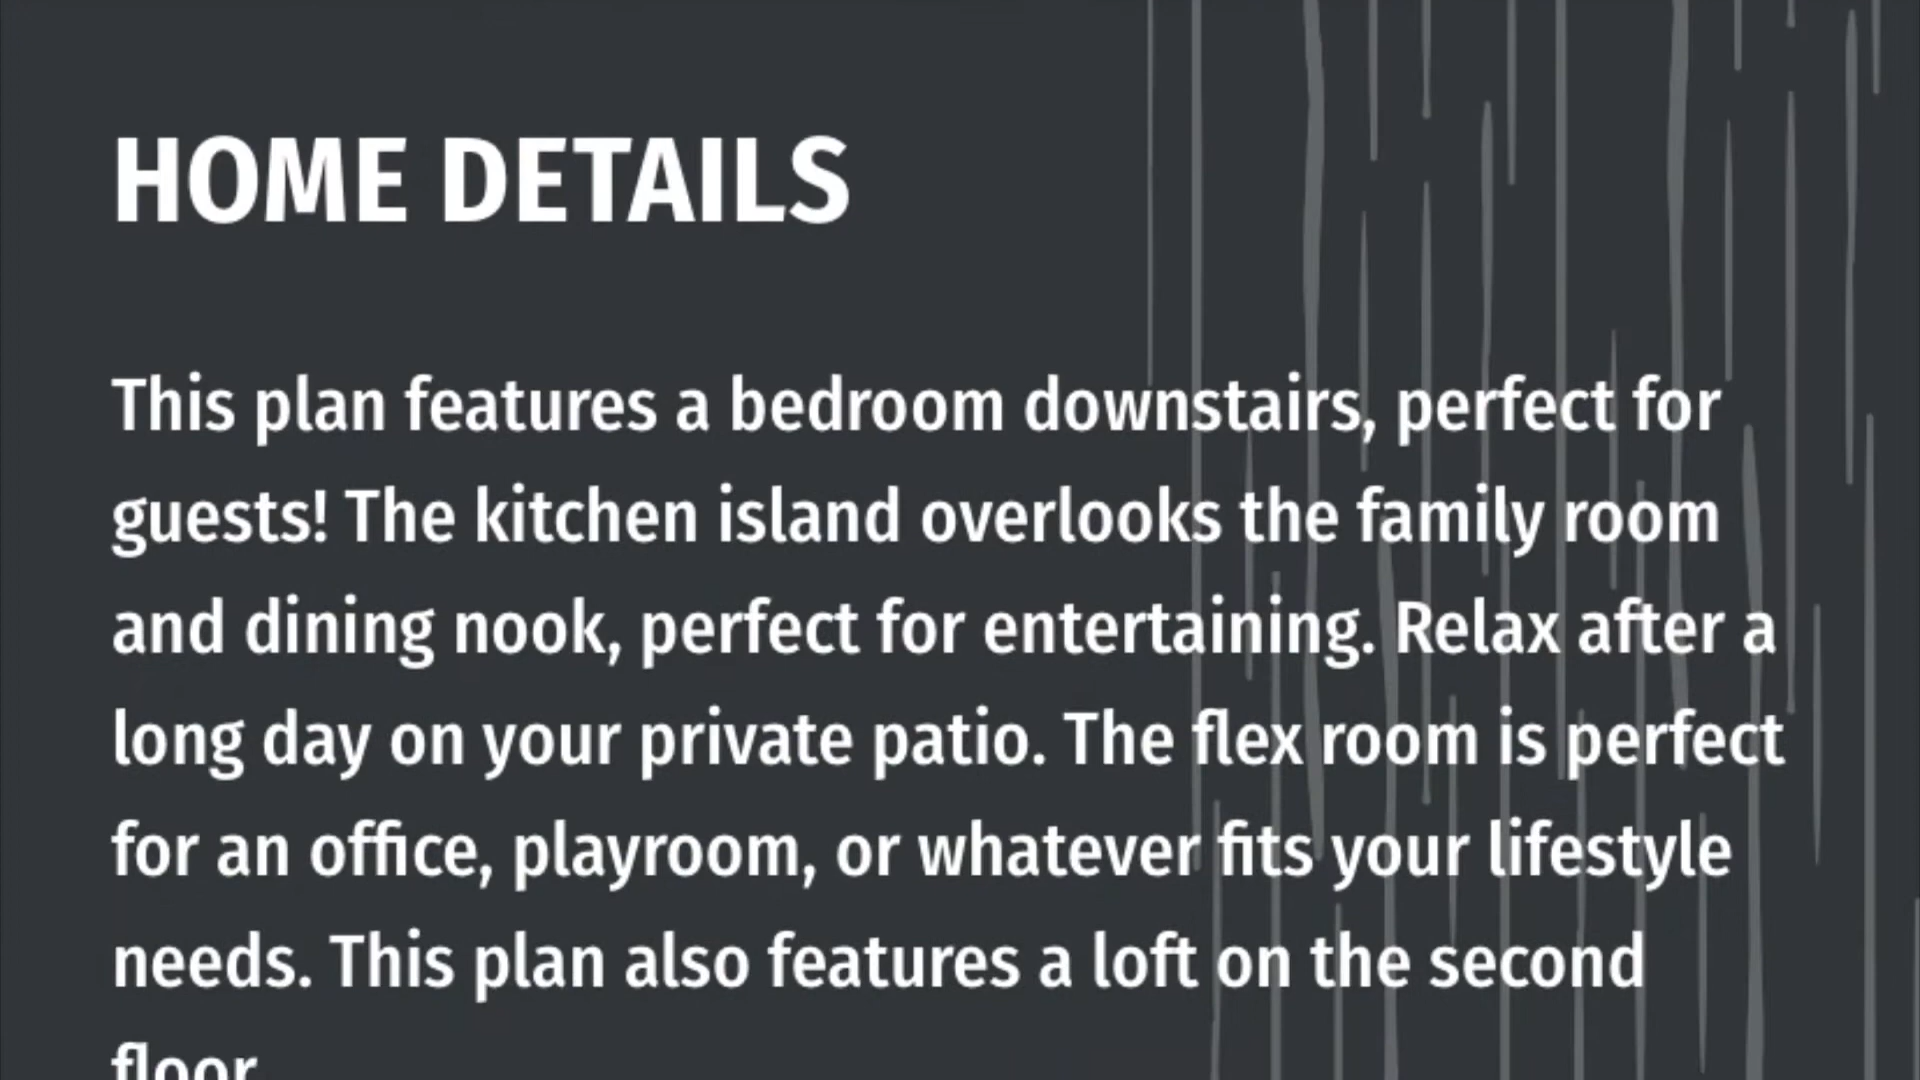 HOME DETAILS
This plan features a bedroom downstairs, perfect for
guests! The kitchen island overlooks the family room
and dining nook, perfect for entertaining. Relax after a
long day on your private patio. The flex room is perfect
for an office, playroom, or whatever fits your lifestyle
needs. This plan also features a loft on the second
floor.